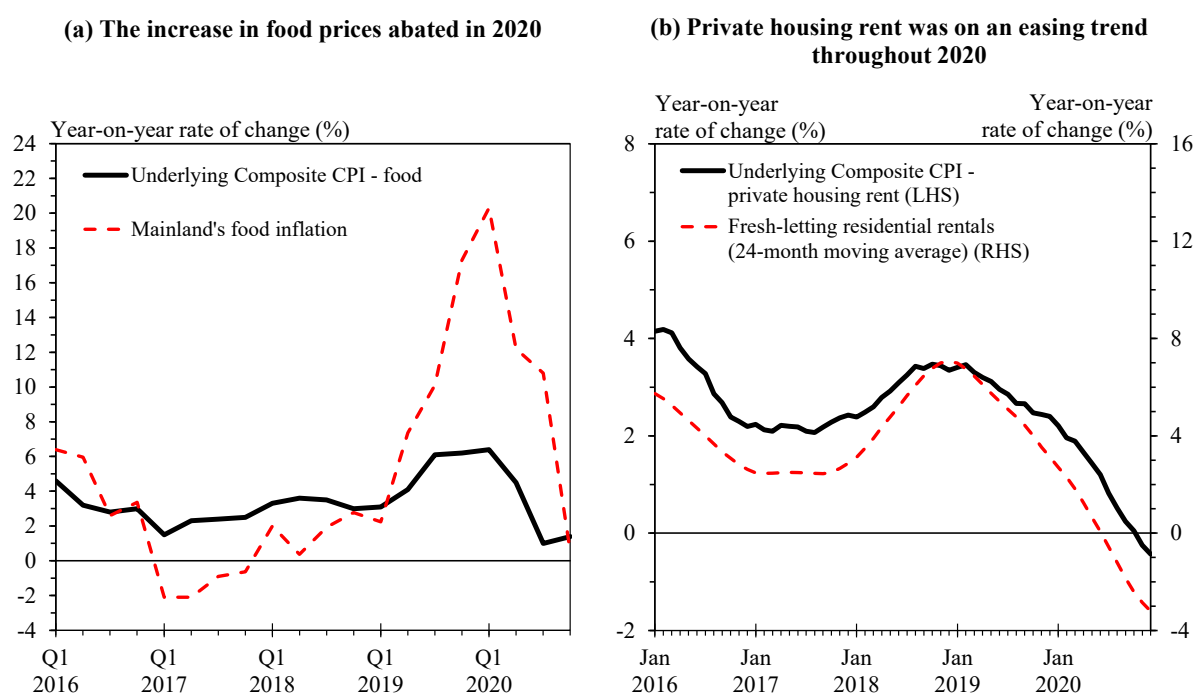 (a) The increase in food prices abated in 2020
Year-on-year rate of change (%)
24
22
20
18
16
14
12
10
8
6
4
2
0
-2
-4
Underlying Composite CPI - food
Mainland's food inflation
Q1
2016
Q1
2017
Q1
2018
Q1
2019
Q1
2020
(b) Private housing rent was on an easing trend
throughout 2020
Year-on-year
rate of change (%)
Year-on-year
rate of change (%)
8
6
4
2
0
-2
Underlying Composite CPI -
private housing rent (LHS)
Fresh-letting residential rentals
(24-month moving average) (RHS)
16
12
8
4
0
-4
Jan
2016
Jan
2017
Jan
2018
Jan
2019
Jan
2020